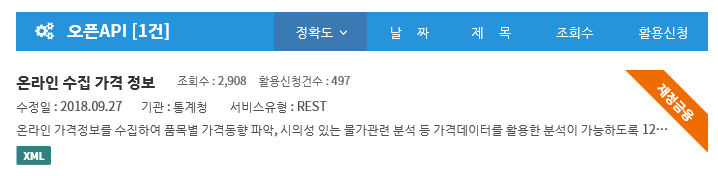 오픈API [1건] 정확도 날 짜 제 목 조회수 활용신청
온라인 수집 가격 정보 조회수 : 2,908 활용신청건수 : 497
재정금융
수정일 : 2018.09.27 기관 : 통계청 서비스유형 : REST
온라인 가격정보를 수집하여 품목별 가격동향 파악, 시의성 있는 물가관련 분석 등 가격데이터를 활용한 분석이 가능하도록 12…
XML